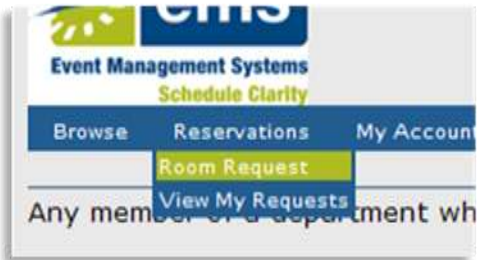 ems
Event Management Systems
Schedule Clarity
Browse Reservations My Account
Room Request
View My Requests
Any member of a department wh